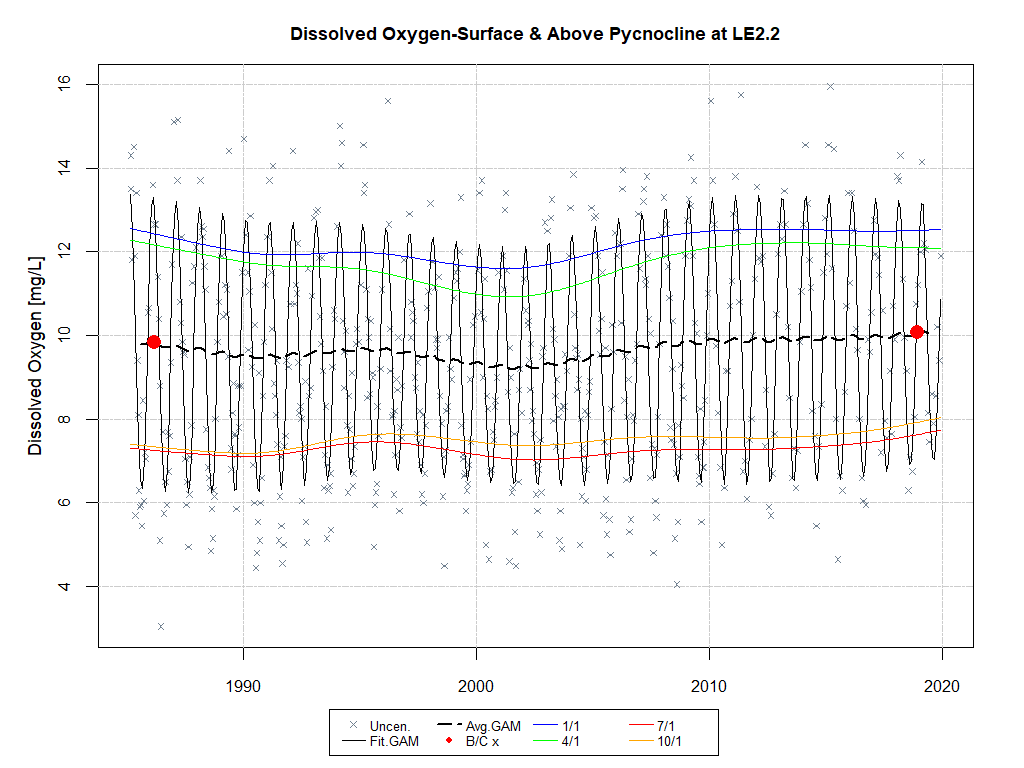 Dissolved Oxygen-Surface & Above Pycnocline at LE2.2
Dissolved Oxygen [mg/L]
16
14
12
10
8
6
4
1990
2000
2010
2020
Uncen. Avg.GAM 1/1 7/1
Fit.GAM B/C x 4/1 10/1